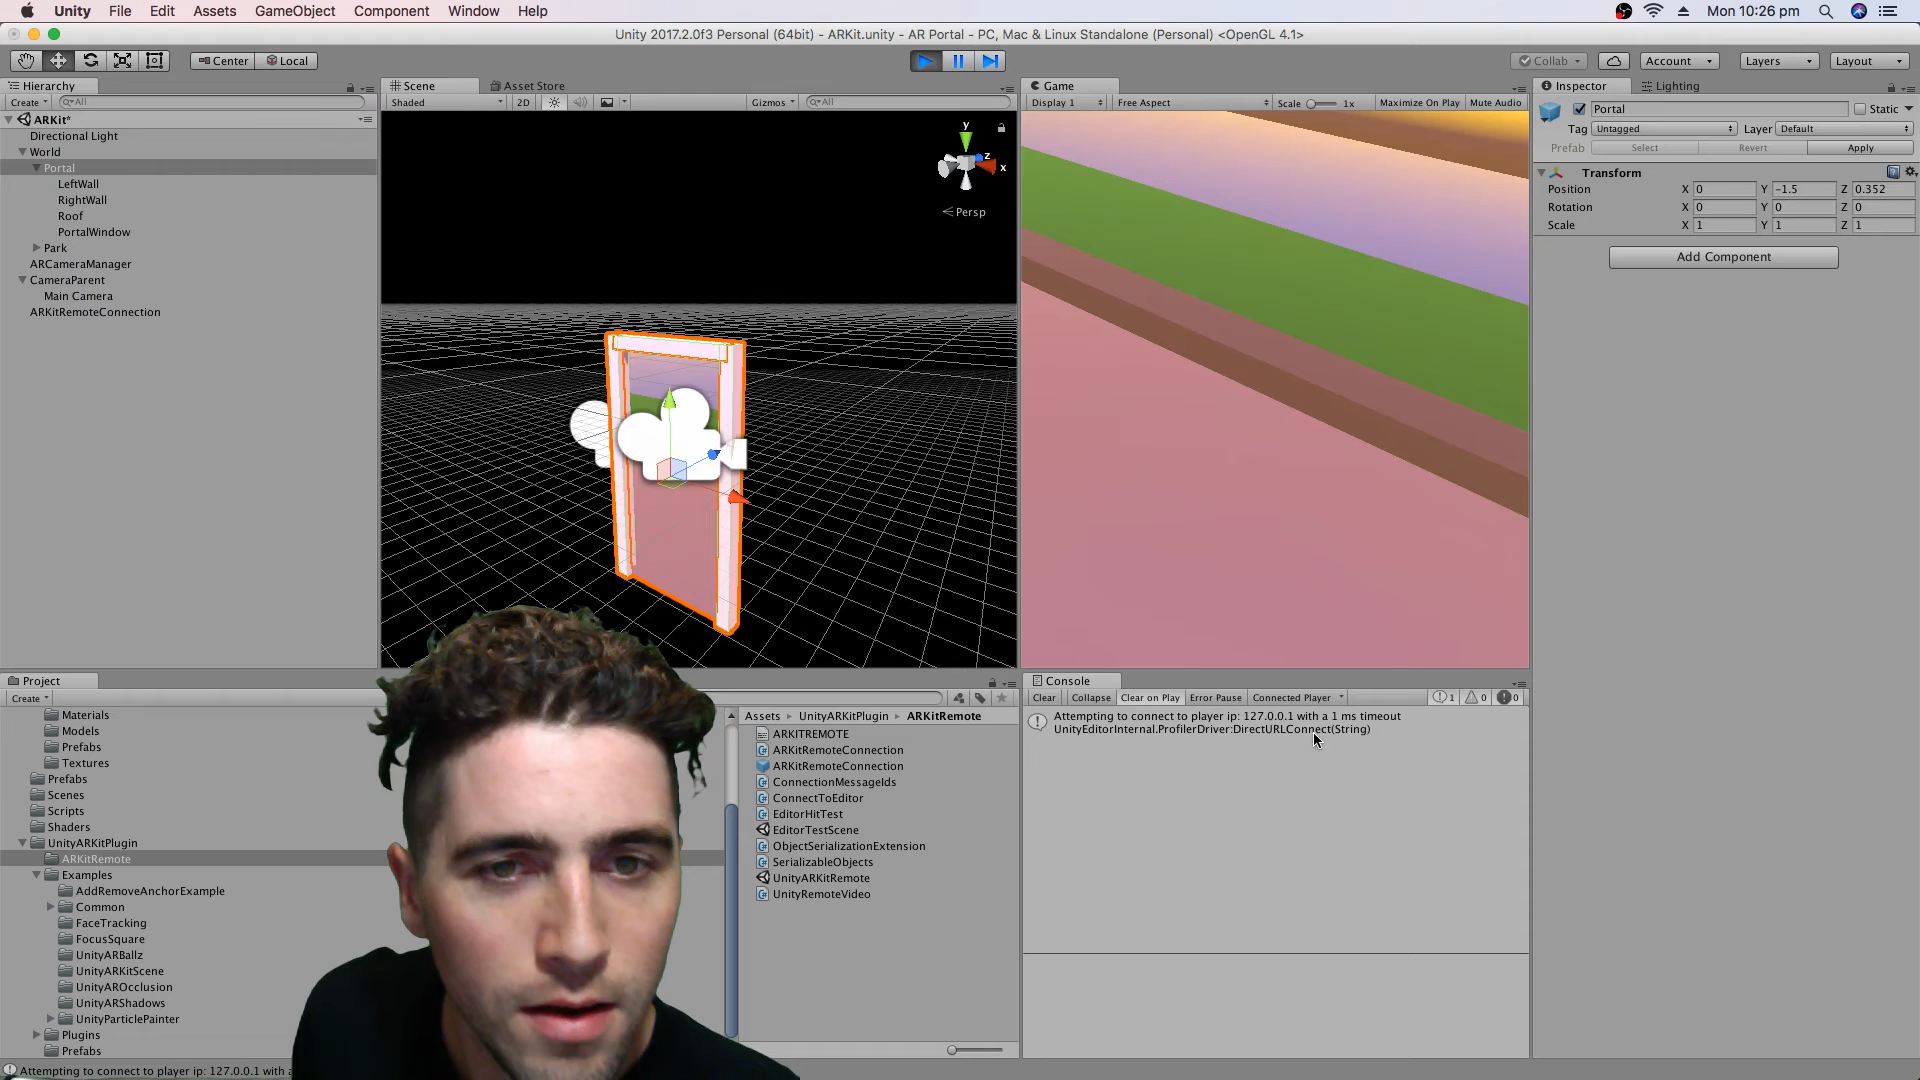 Unity File Edit Assets GameObject Component Window Help
Mon 10:26 pm
Unity 2017.2.0f3 Personal (64bit) - ARKit.unity - AR Portal - PC, Mac & Linux Standalone (Personal) <OpenGL 4.1>
Center Local
Collab Account Layers Layout
Hierarchy
Create All
ARKit*
Directional Light
World
Portal
LeftWall
RightWall
Roof
PortalWindow
Park
ARCameraManager
CameraParent
Main Camera
ARKitRemoteConnection
Scene Asset Store
Shaded 2D Gizmos All
y
z
x
Persp
Game
Display 1 Free Aspect Scale 1x Maximize On Play Mute Audio
Inspector Lighting
Portal Static
Tag Untagged Layer Default
Prefab Select Revert Apply
Transform
Position X 0 Y -1.5 Z 0.352
Rotation X 0 Y 0 Z 0
Scale X 1 Y 1 Z 1
Add Component
Project
Create
Materials
Models
Prefabs
Textures
Prefabs
Scenes
Scripts
Shaders
UnityARKitPlugin
ARKitRemote
Examples
AddRemoveAnchorExample
Common
FaceTracking
FocusSquare
UnityARBallz
UnityARKitScene
UnityAROcclusion
UnityARShadows
UnityParticlePainter
Plugins
Prefabs
Assets UnityARKitPlugin ARKitRemote
ARKITREMOTE
ARKitRemoteConnection
ARKitRemoteConnection
ConnectionMessageIds
ConnectToEditor
EditorHitTest
EditorTestScene
ObjectSerializationExtension
SerializableObjects
UnityARKitRemote
UnityRemoteVideo
Console
Clear Collapse Clear on Play Error Pause Connected Player 1 0 0
Attempting to connect to player ip: 127.0.0.1 with a 1 ms timeout
UnityEditorInternal.ProfilerDriver:DirectURLConnect(String)
Attempting to connect to player ip: 127.0.0.1 with a